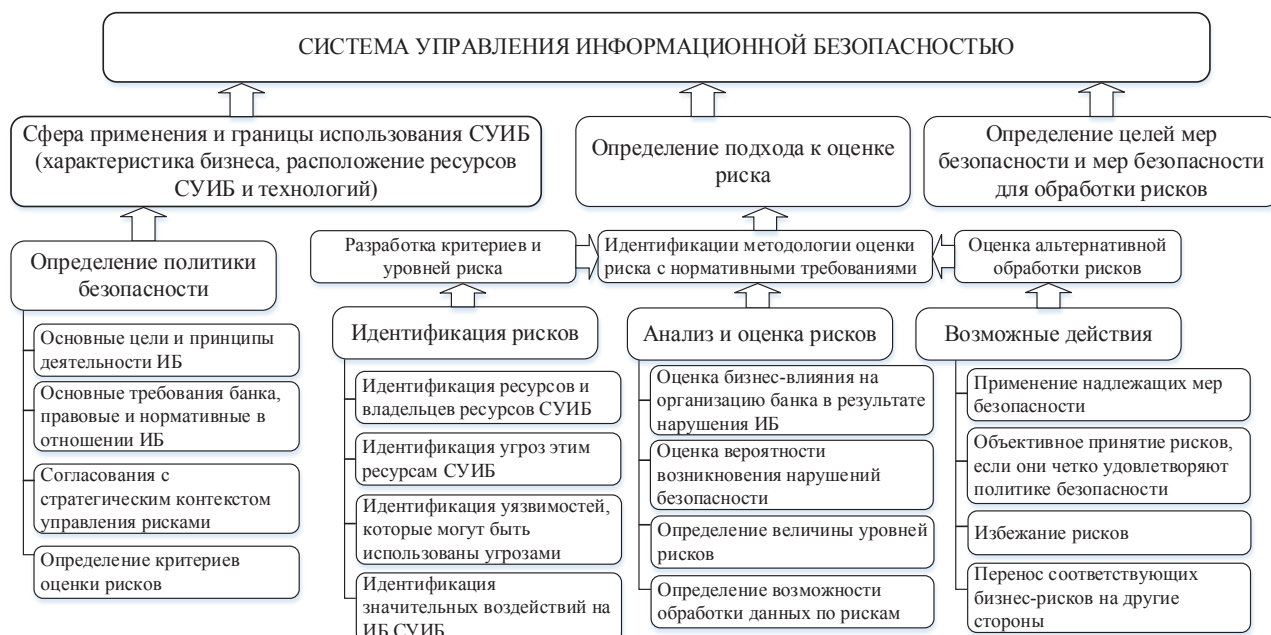 СИСТЕМА УПРАВЛЕНИЯ ИНФОРМАЦИОННОЙ БЕЗОПАСНОСТЬЮ
Сфера применения и границы использования СУИБ
(характеристика бизнеса, расположение ресурсов
СУИБ и технологий)
Определение подхода к оценке
риска
Определение целей мер
безопасности и мер безопасности
для обработки рисков
Определение политики
безопасности
Разработка критериев и
уровней риска
Идентификации методологии оценки
риска с нормативными требованиями
Оценка альтернативной
обработки рисков
Основные цели и принципы
деятельности ИБ
Основные требования банка,
правовые и нормативные в
отношении ИБ
Согласования с
стратегическим контекстом
управления рисками
Определение критериев
оценки рисков
Идентификация рисков
Идентификация ресурсов и
владельцев ресурсов СУИБ
Идентификация угроз этим
ресурсам СУИБ
Идентификация уязвимостей,
которые могут быть
использованы угрозами
Идентификация
значительных воздействий на
ИБ СУИБ
Анализ и оценка рисков
Оценка бизнес-влияния на
организацию банка в результате
нарушения ИБ
Оценка вероятности
возникновения нарушений
безопасности
Определение величины уровней
рисков
Определение возможности
обработки данных по рискам
Возможные действия
Применение надлежащих мер
безопасности
Объективное принятие рисков,
если они четко удовлетворяют
политике безопасности
Избежание рисков
Перенос соответствующих
бизнес-рисков на другие
стороны